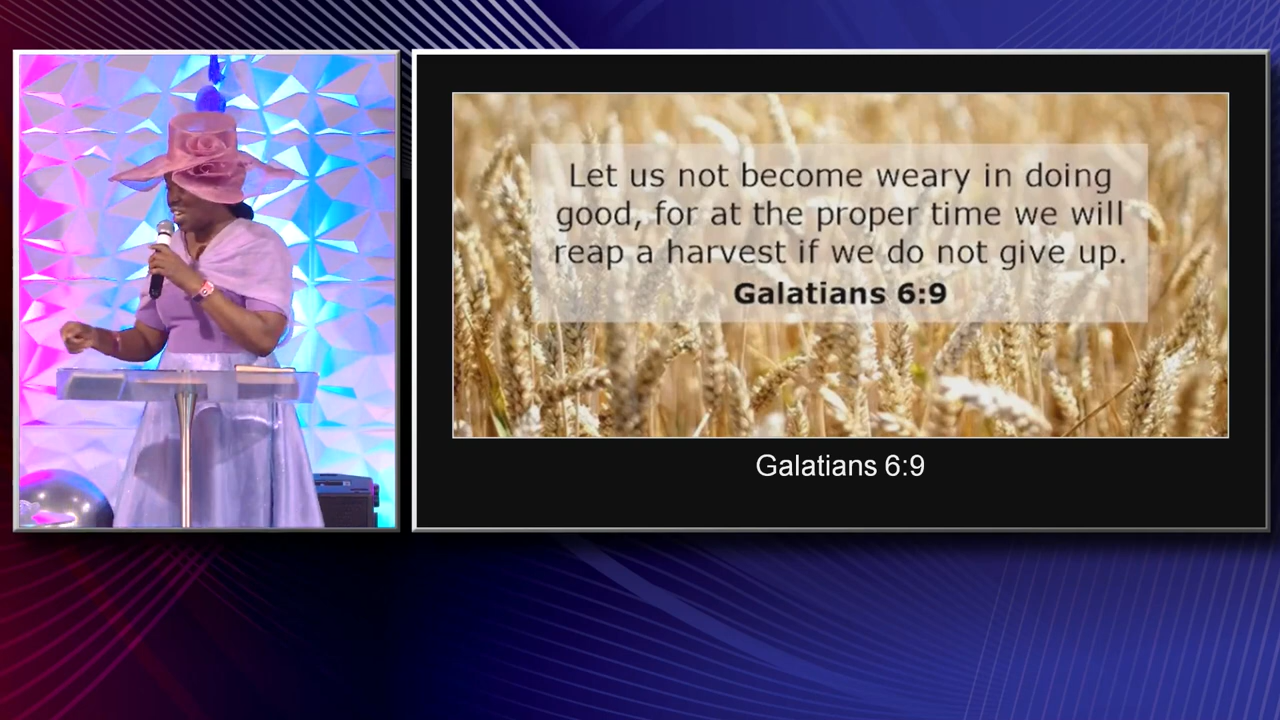 Let us not become weary in doing
good, for at the proper time we will
reap a harvest if we do not give up.
Galatians 6:9
Galatians 6:9